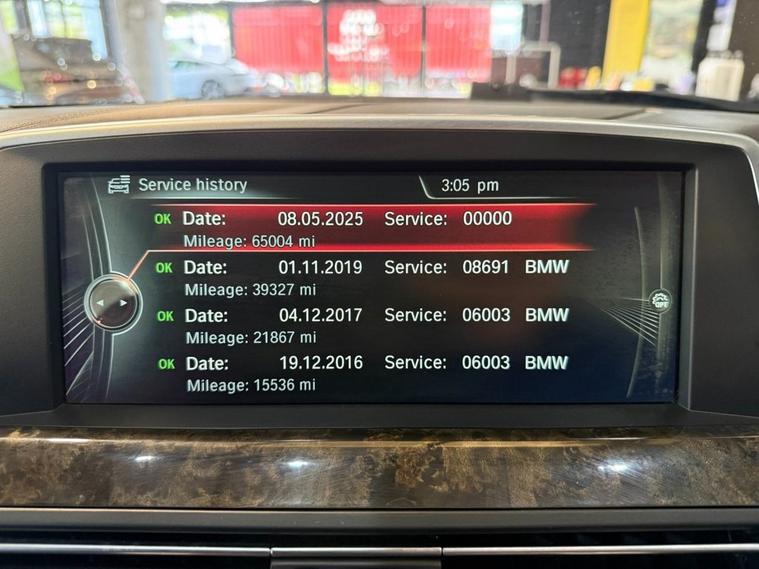 Service history 3:05 pm
OK Date: 08.05.2025 Service: 00000
Mileage: 65004 mi
OK Date: 01.11.2019 Service: 08691 BMW
Mileage: 39327 mi
OK Date: 04.12.2017 Service: 06003 BMW
Mileage: 21867 mi
OK Date: 19.12.2016 Service: 06003 BMW
Mileage: 15536 mi